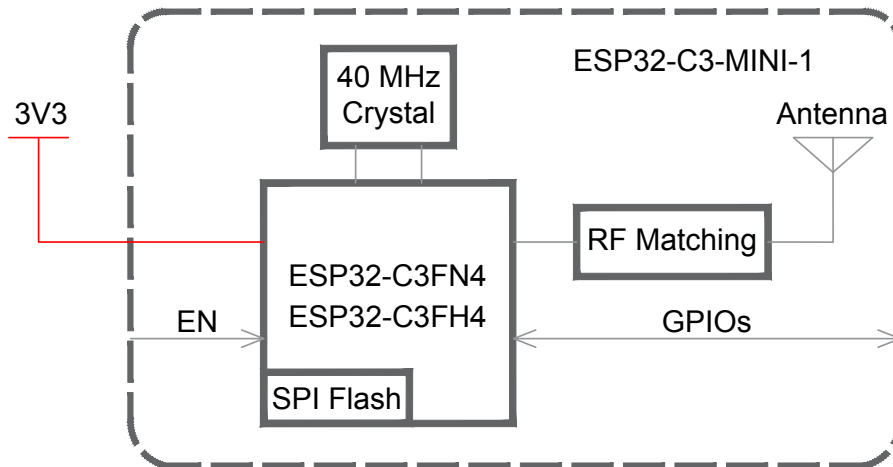 ESP32-C3-MINI-1
40 MHz
Crystal
3V3
Antenna
RF Matching
ESP32-C3FN4
ESP32-C3FH4
EN
GPIOs
SPI Flash